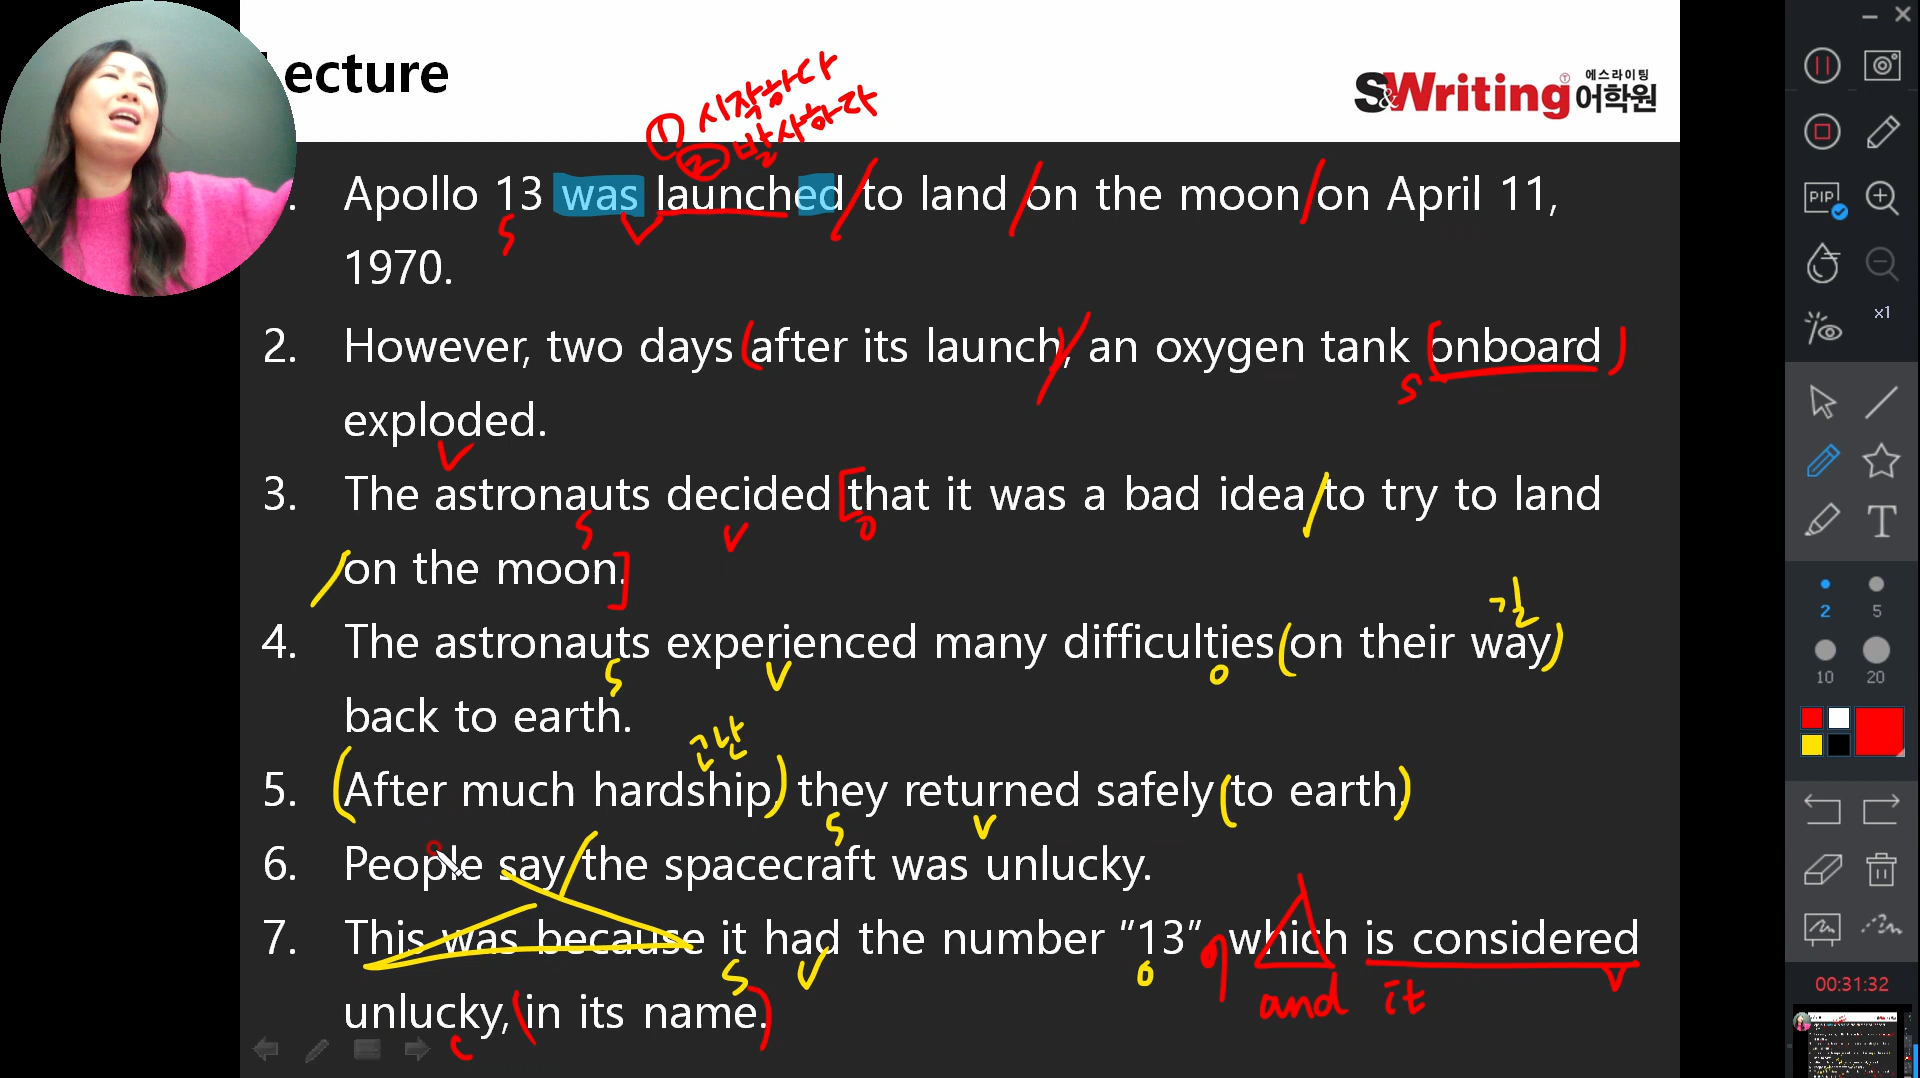 Lecture
① 시작하다
② 발사하다
S&Writing 에스라이팅 어학원
. Apollo 13 was launched to land on the moon on April 11,
s v
1970.
2. However, two days (after its launch), an oxygen tank (onboard)
s
exploded.
v
3. The astronauts decided [that it was a bad idea to try to land
s v o
on the moon.]
길
4. The astronauts experienced many difficulties (on their way)
s v o
back to earth.
곤란
5. (After much hardship,) they returned safely (to earth.)
s v
6. People say the spacecraft was unlucky.
7. This was because it had the number "13", which is considered
s v o and it v
unlucky, (in its name.)
c
PIP
x1
T
2 5
10 20
00:31:32